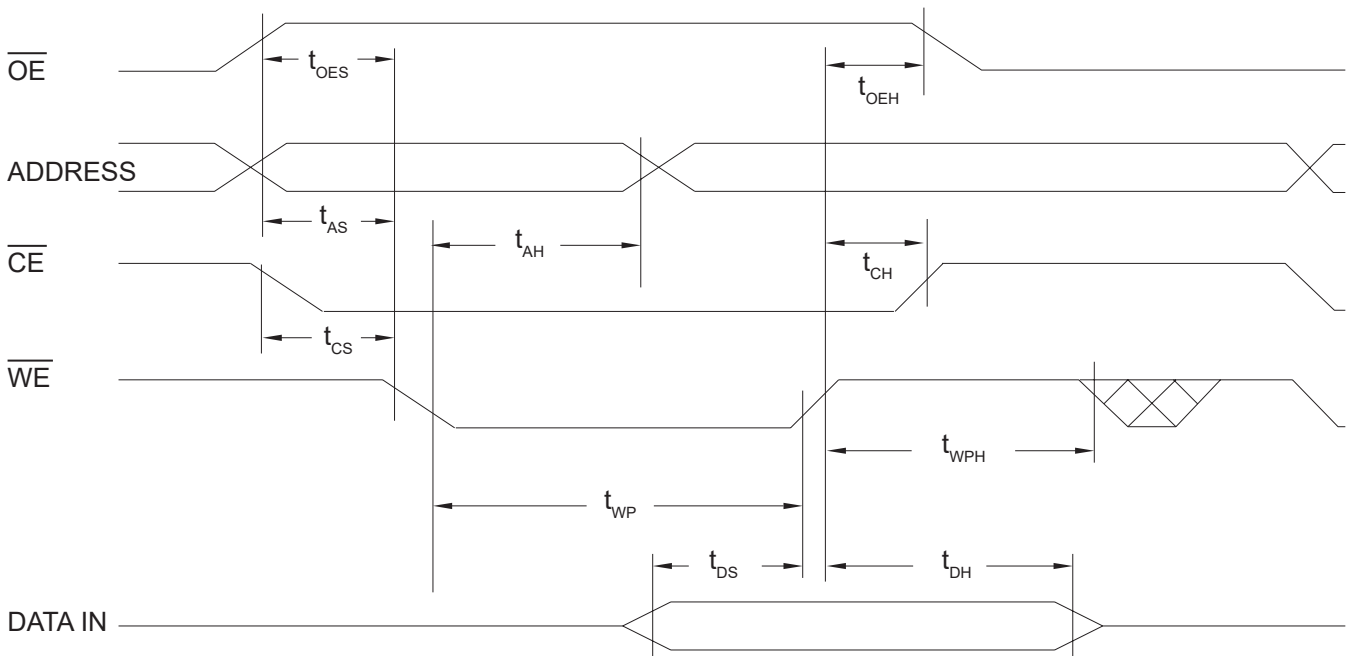 OE
tOES
tOEH
ADDRESS
tAS
tAH
CE
tCH
tCS
WE
tWPH
tWP
tDS
tDH
DATA IN